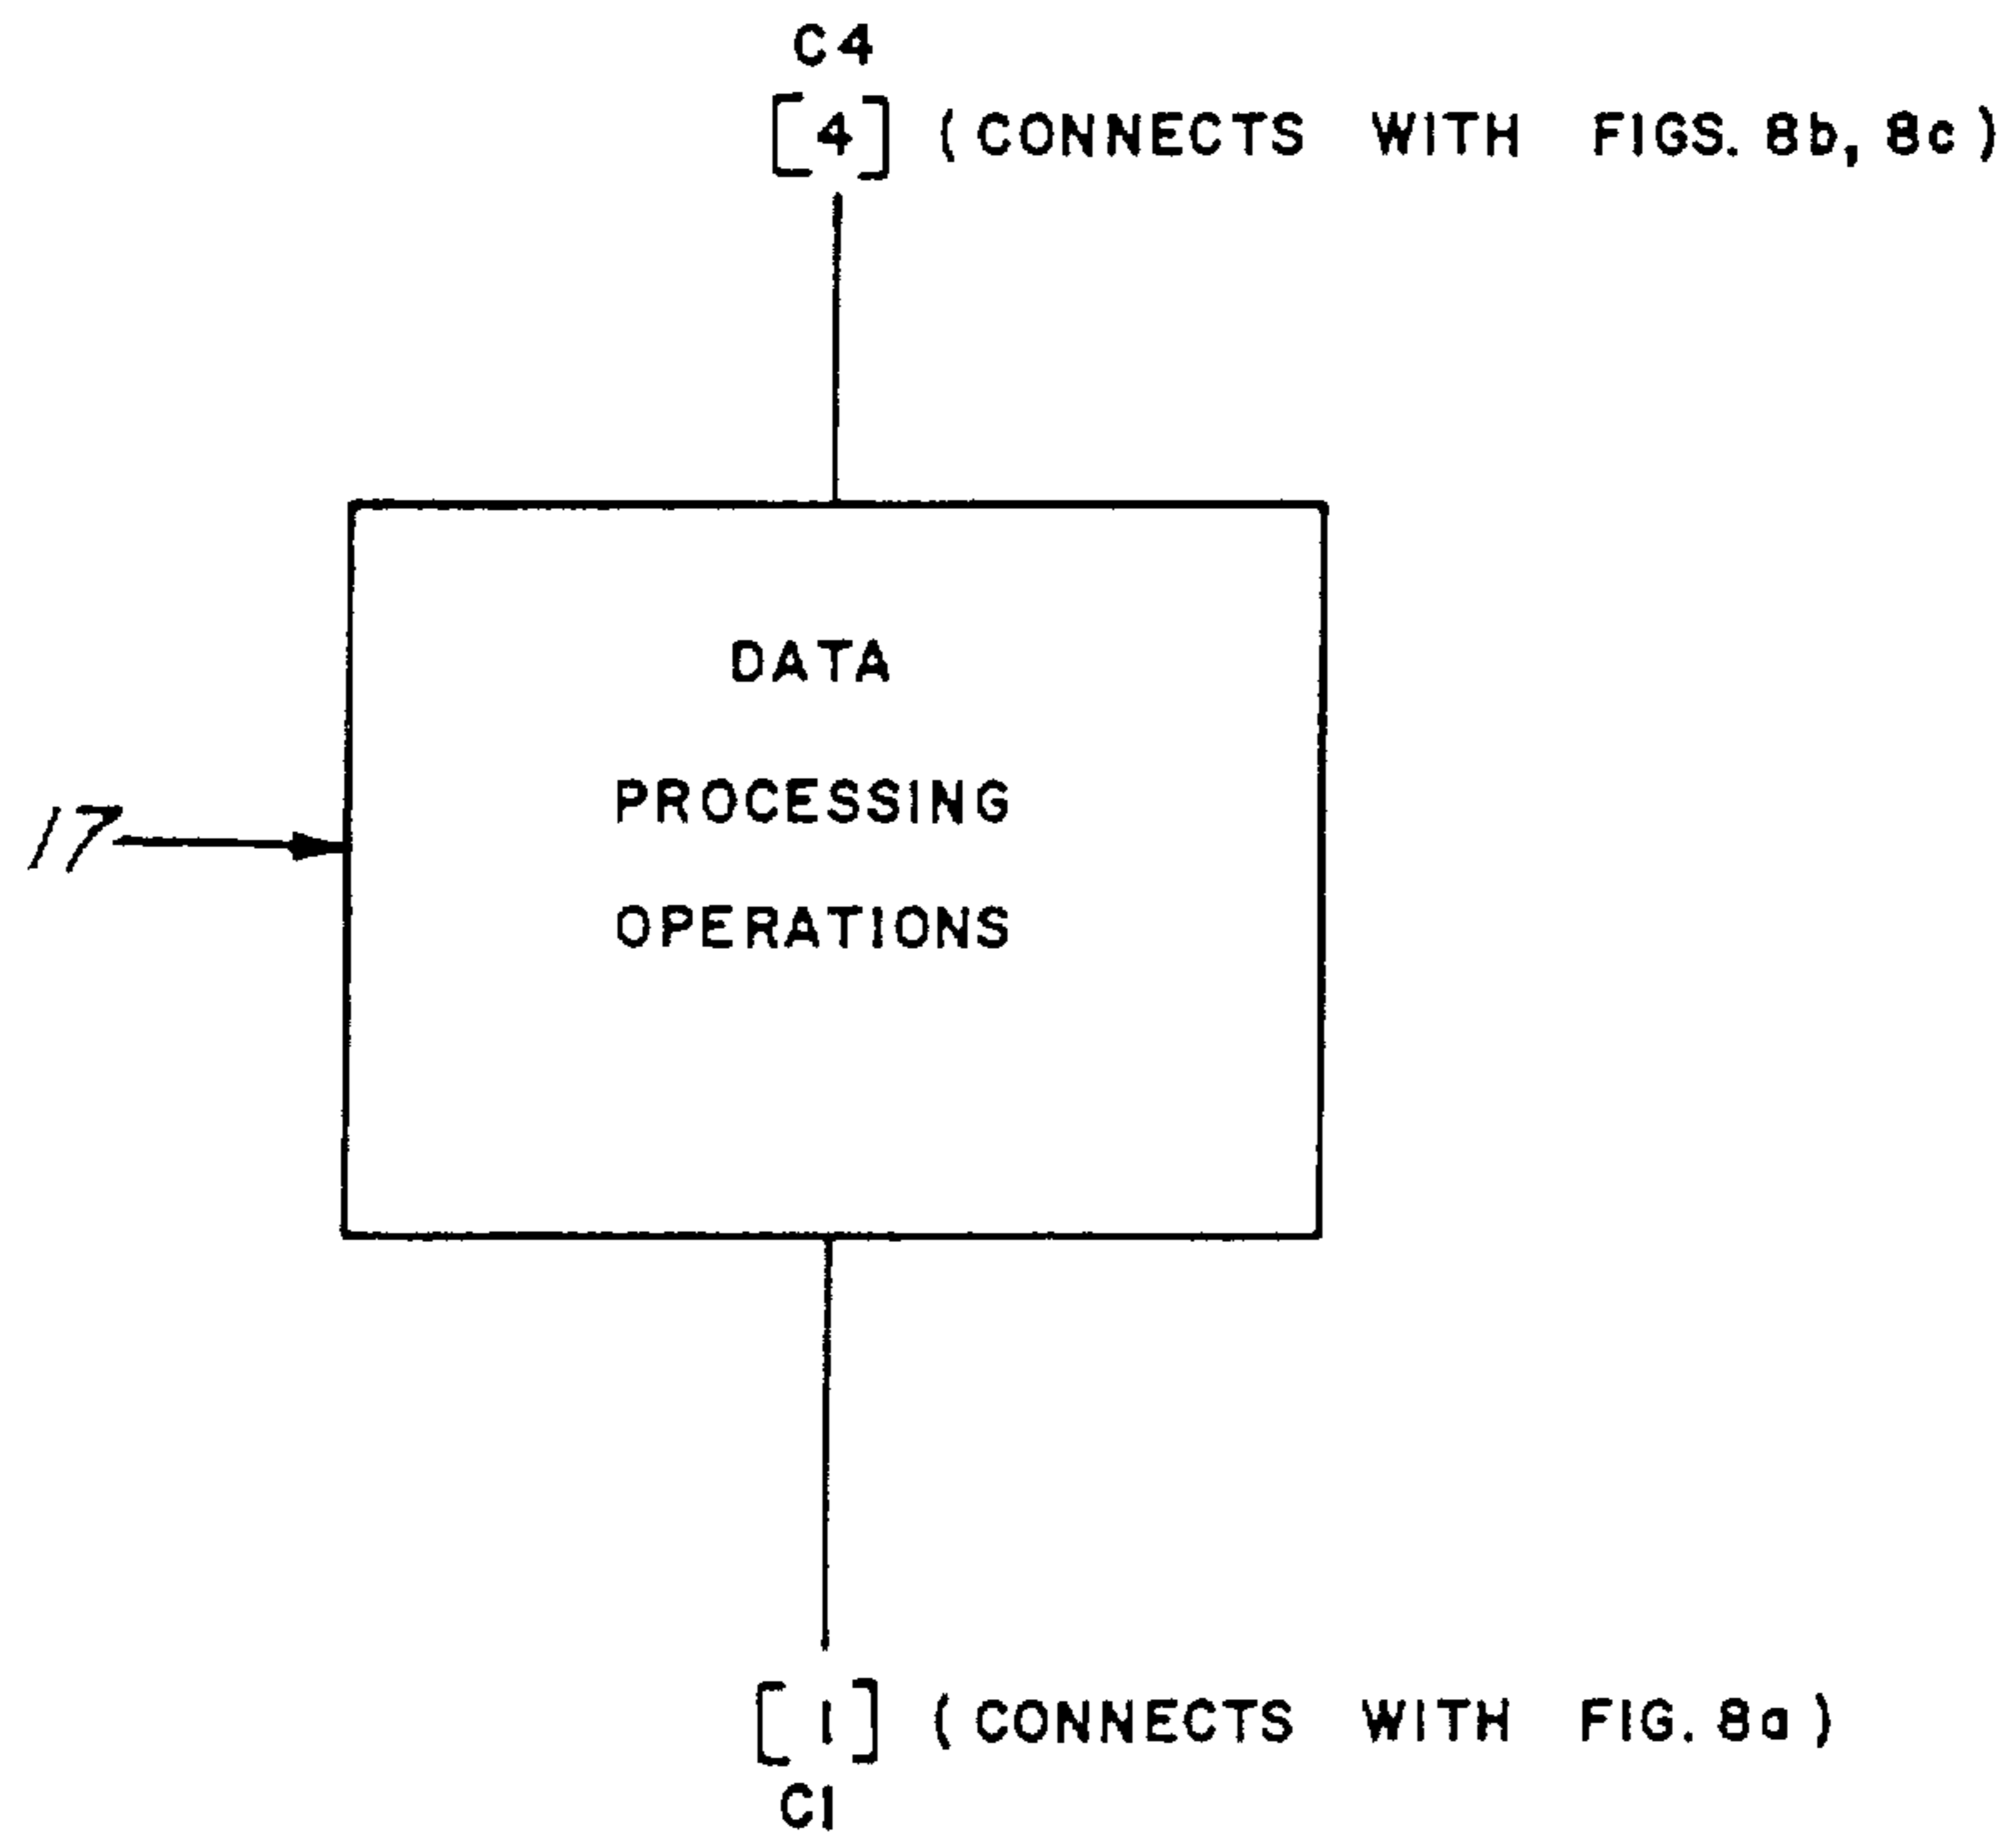 C4
[4] (CONNECTS WITH FIGS. 8b, 8c)
DATA
PROCESSING
17
OPERATIONS
[1] (CONNECTS WITH FIG. 8a)
C1